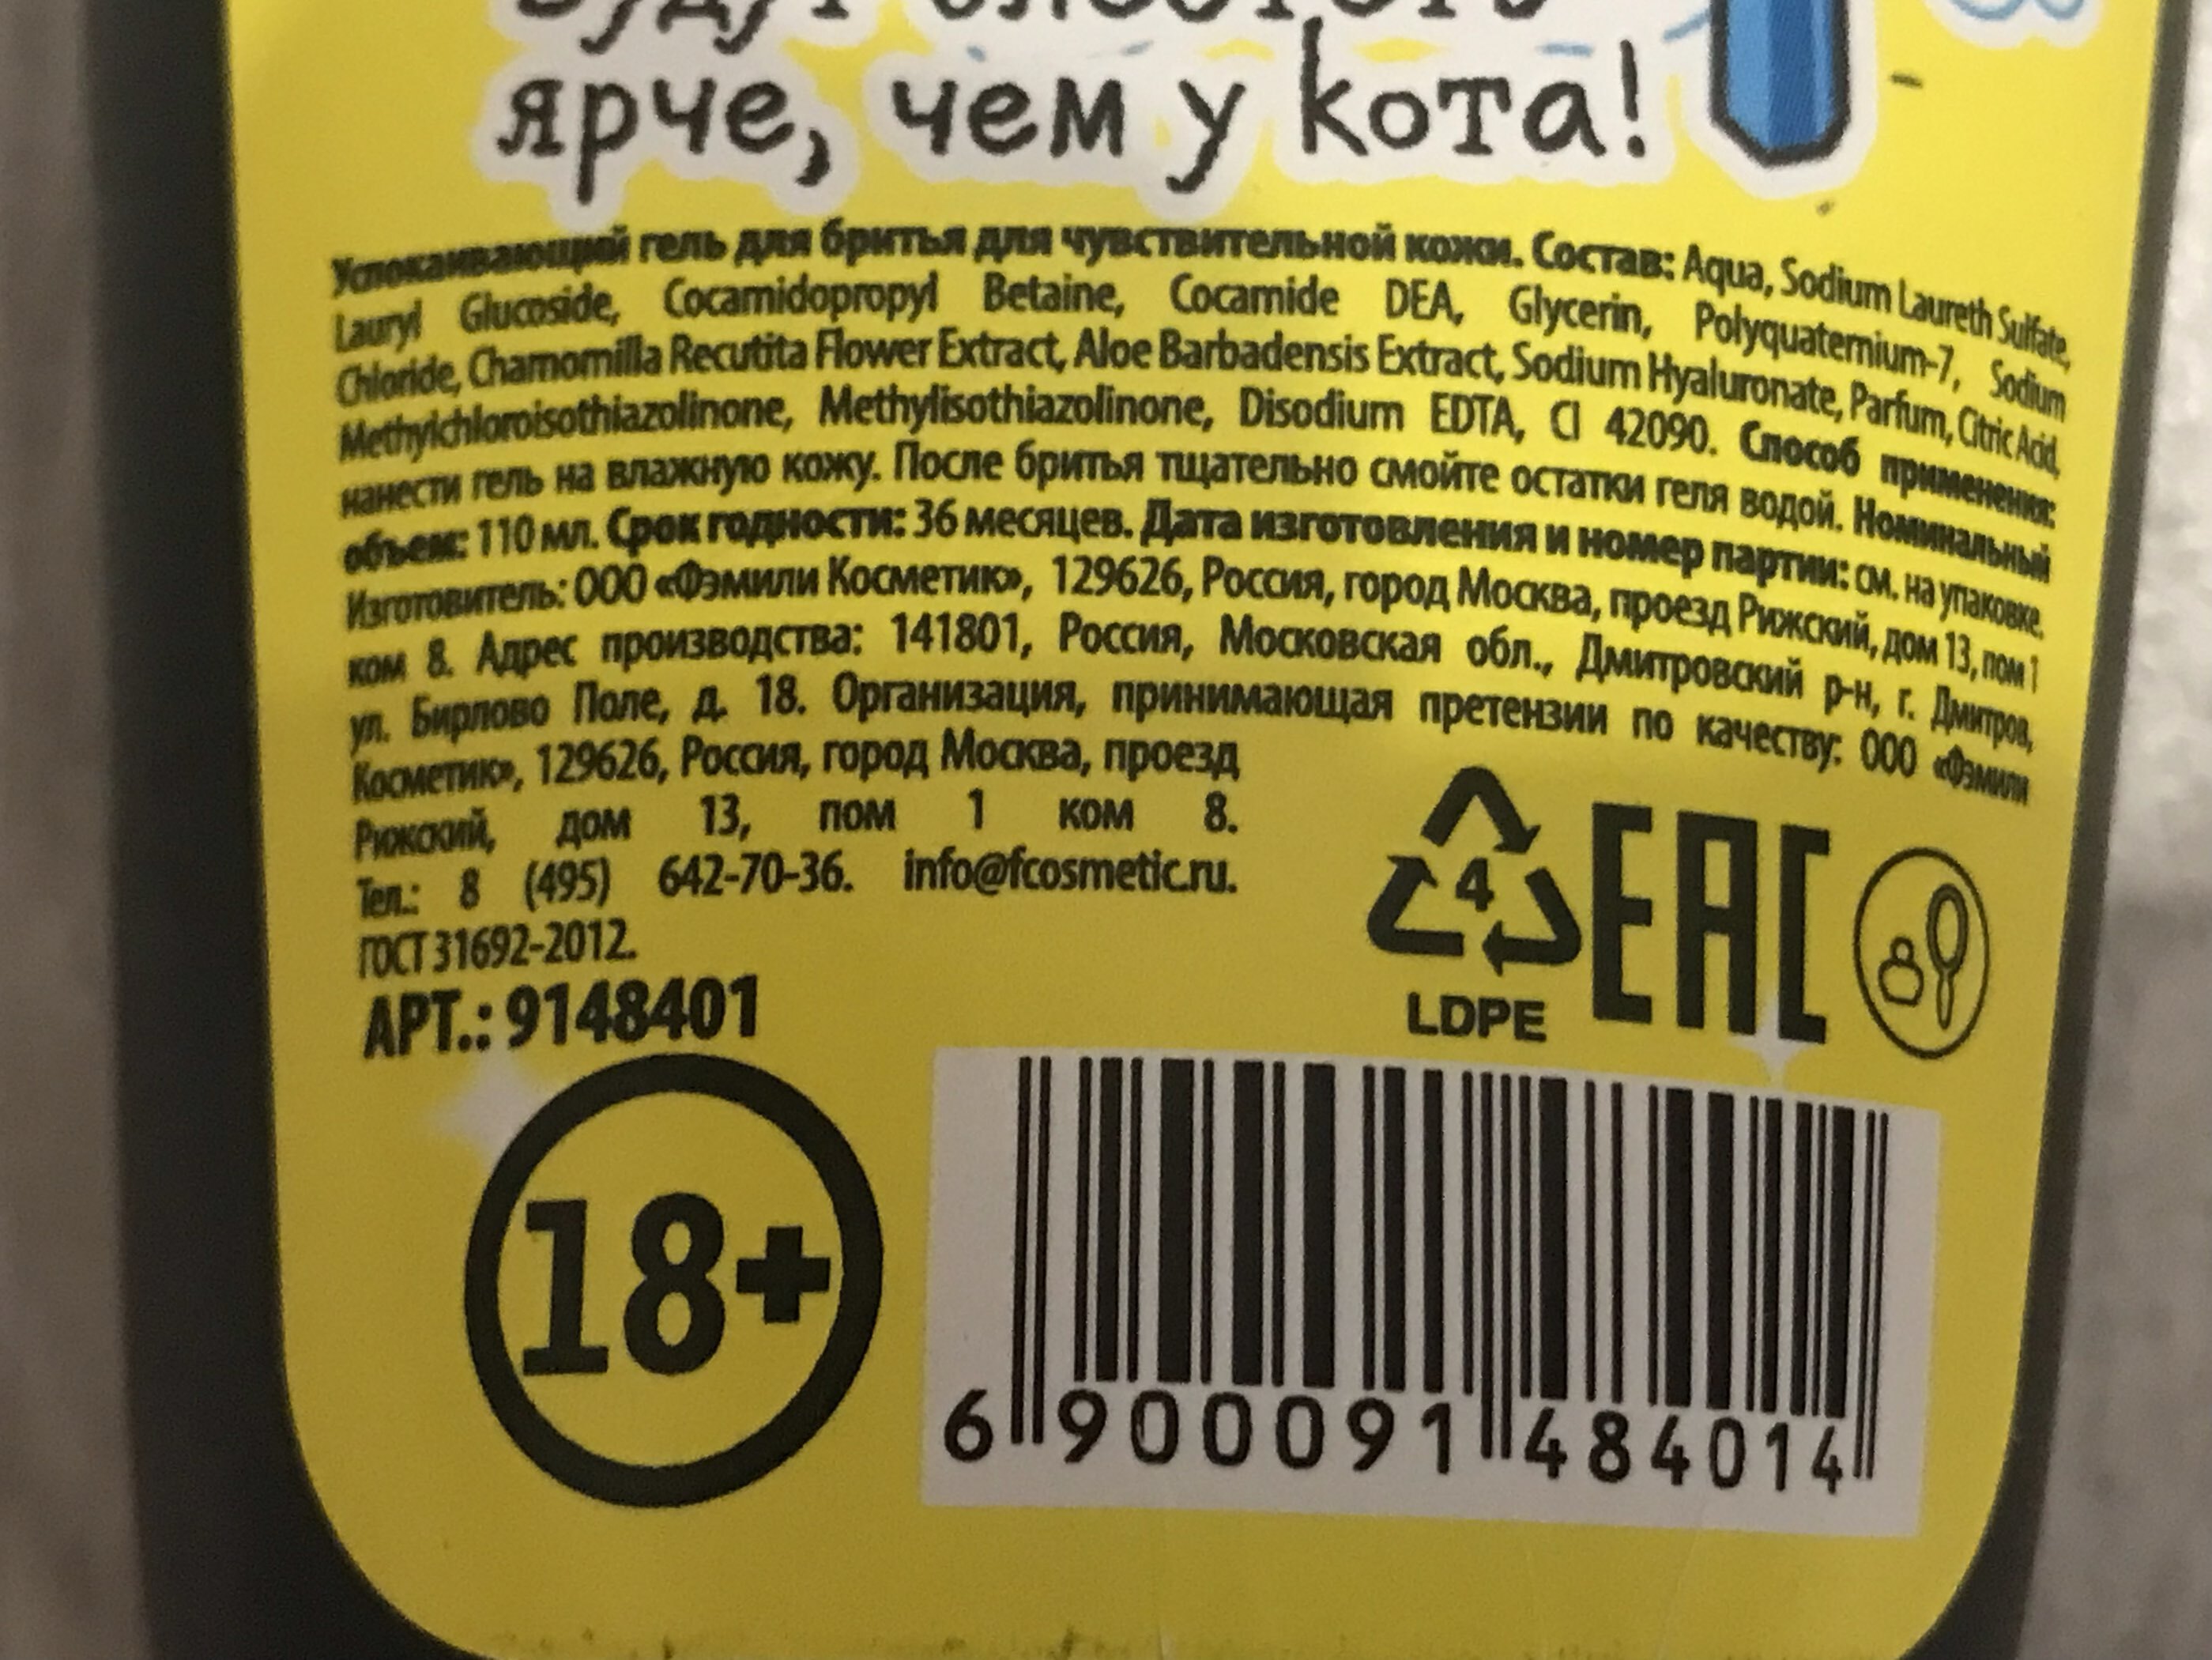 ярче, чем у кота!
Успокаивающий гель для бритья для чувствительной кожи. Состав: Aqua, Sodium Laureth Sulfate,
Lauryl Glucoside, Cocamidopropyl Betaine, Cocamide DEA, Glycerin, Polyquaternium-7, Sodium
Chloride, Chamomilla Recutita Flower Extract, Aloe Barbadensis Extract, Sodium Hyaluronate, Parfum, Citric Acid,
Methylchloroisothiazolinone, Methylisothiazolinone, Disodium EDTA, CI 42090. Способ применения:
нанести гель на влажную кожу. После бритья тщательно смойте остатки геля водой. Номинальный
объем: 110 мл. Срок годности: 36 месяцев. Дата изготовления и номер партии: см. на упаковке.
Изготовитель: ООО «Фэмили Косметик», 129626, Россия, город Москва, проезд Рижский, дом 13, пом 1
ком 8. Адрес производства: 141801, Россия, Московская обл., Дмитровский р-н, г. Дмитров,
ул. Бирлово Поле, д. 18. Организация, принимающая претензии по качеству: ООО «Фэмили
Косметик», 129626, Россия, город Москва, проезд
Рижский, дом 13, пом 1 ком 8.
Тел.: 8 (495) 642-70-36. info@fcosmetic.ru.
ГОСТ 31692-2012.
АРТ.: 9148401
4
LDPE
EAC
18+
6 900091 484014